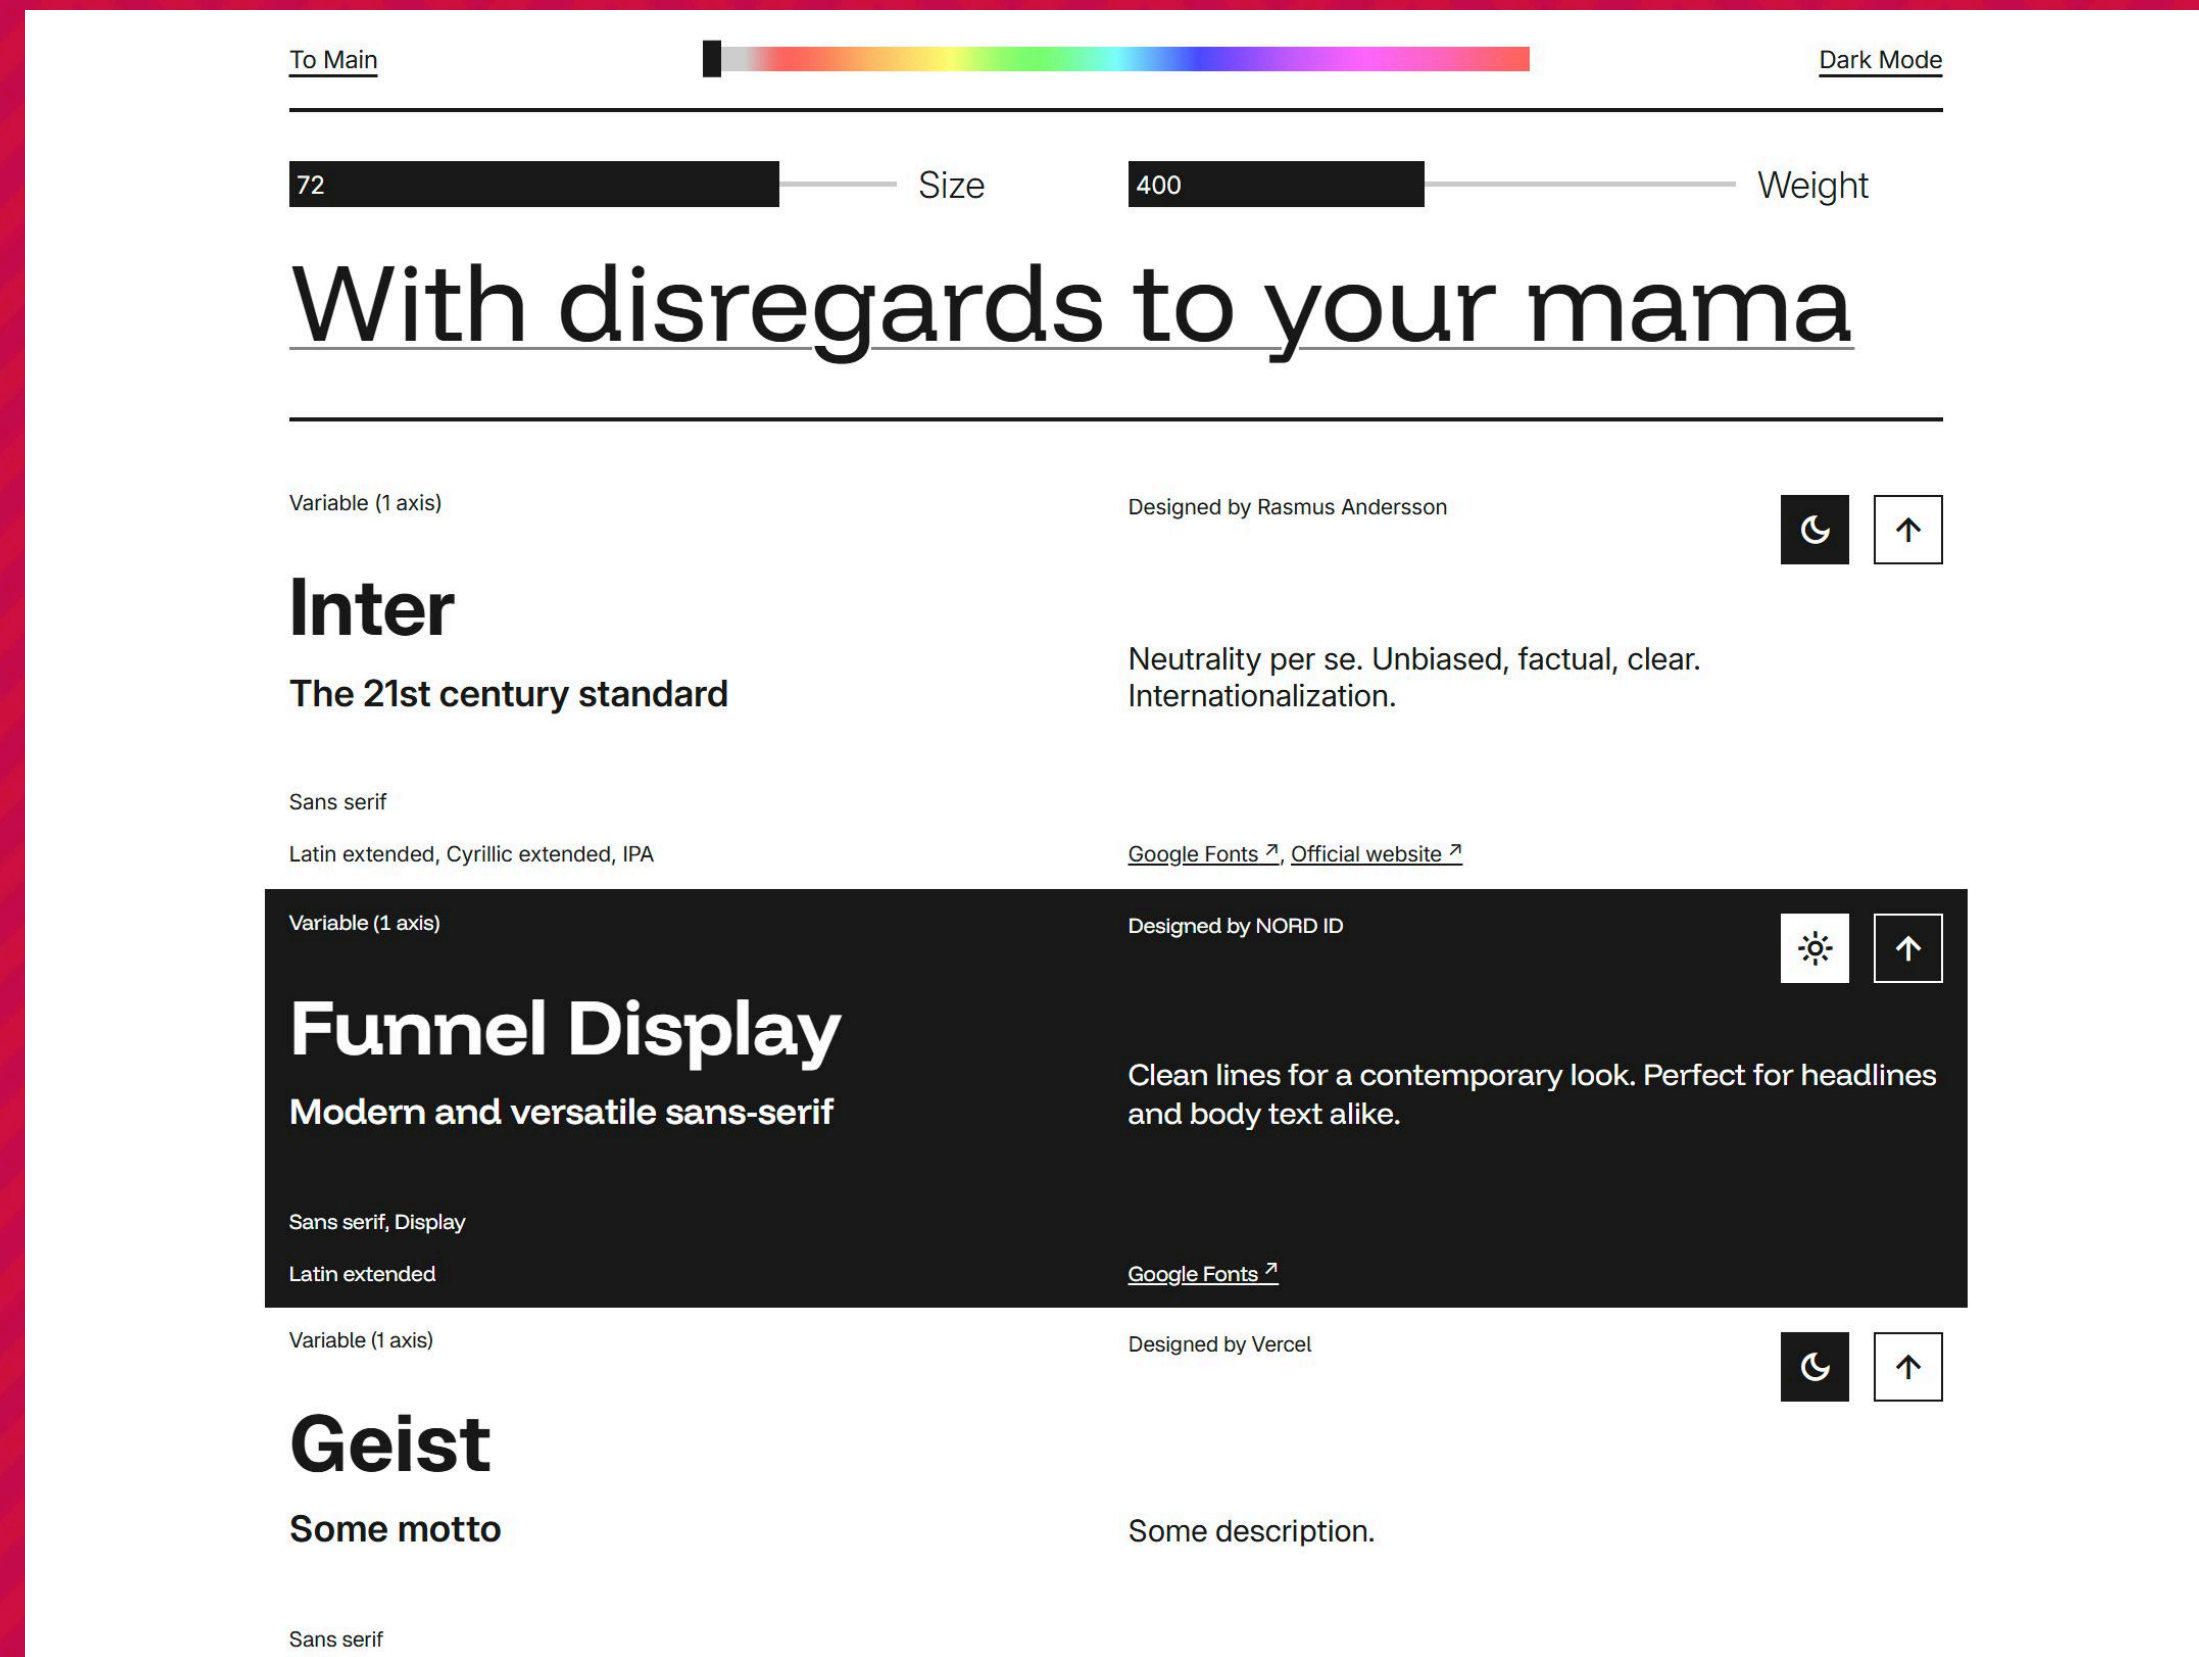 To Main
Dark Mode
72
Size
400
Weight
With disregards to your mama
Variable (1 axis)
Designed by Rasmus Andersson
Inter
The 21st century standard
Neutrality per se. Unbiased, factual, clear.
Internationalization.
Sans serif
Latin extended, Cyrillic extended, IPA
Google Fonts ↗, Official website ↗
Variable (1 axis)
Designed by NORD ID
Funnel Display
Modern and versatile sans-serif
Clean lines for a contemporary look. Perfect for headlines
and body text alike.
Sans serif, Display
Latin extended
Google Fonts ↗
Variable (1 axis)
Designed by Vercel
Geist
Some motto
Some description.
Sans serif